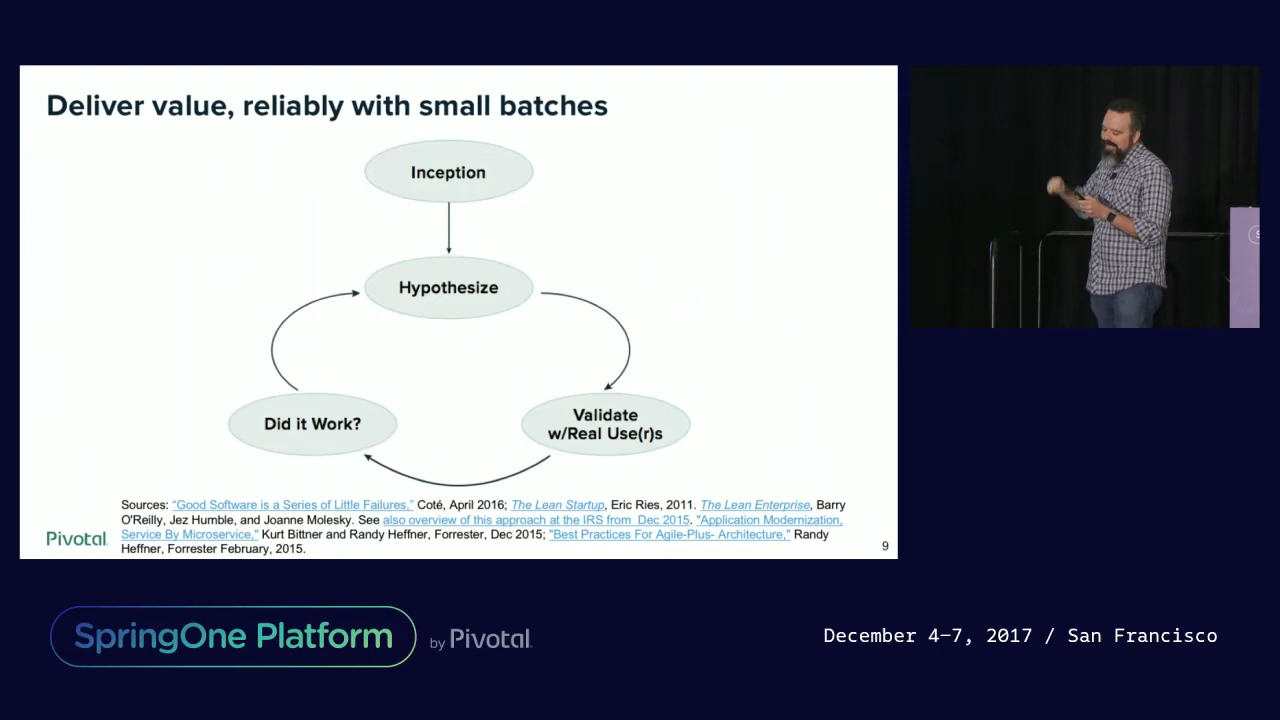 Deliver value, reliably with small batches
Inception
Hypothesize
Did it Work?
Validate
w/Real Use(r)s
Sources: "Good Software is a Series of Little Failures," Coté, April 2016; The Lean Startup, Eric Ries, 2011. The Lean Enterprise, Barry
O'Reilly, Jez Humble, and Joanne Molesky. See also overview of this approach at the IRS from Dec 2015. "Application Modernization,
Service By Microservice," Kurt Bittner and Randy Heffner, Forrester, Dec 2015; "Best Practices For Agile-Plus- Architecture," Randy
Heffner, Forrester February, 2015.
Pivotal
9
SpringOne Platform
by Pivotal.
December 4–7, 2017 / San Francisco